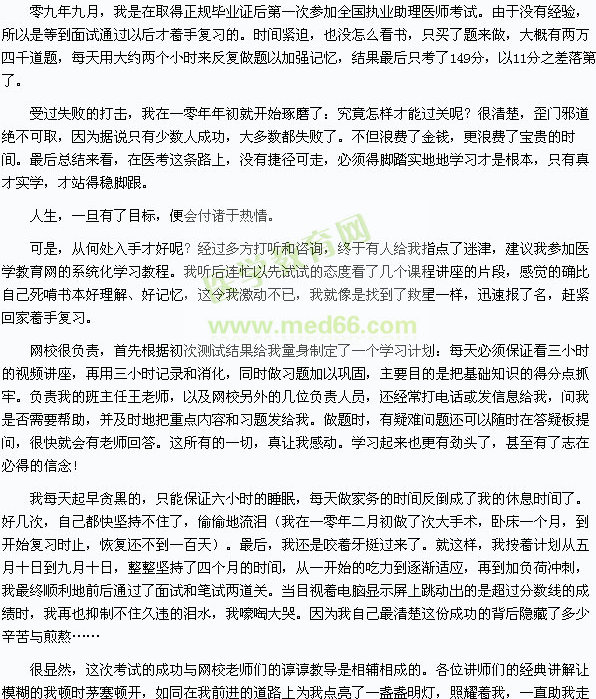 零九年九月，我是在取得正规毕业证后第一次参加全国执业助理医师考试。由于没有经验，
所以是等到面试通过以后才着手复习的。时间紧迫，也没怎么看书，只买了题来做，大概有两万
四千道题，每天用大约两个小时来反复做题以加强记忆，结果最后只考了149分，以11分之差落第
了。
受过失败的打击，我在一零年年初就开始琢磨了：究竟怎样才能过关呢？很清楚，歪门邪道
绝不可取，因为据说只有少数人成功，大多数都失败了。不但浪费了金钱，更浪费了宝贵的时
间。最后总结来看，在医考这条路上，没有捷径可走，必须得脚踏实地地学习才是根本，只有真
才实学，才站得稳脚跟。
人生，一旦有了目标，便会付诸于热情。
可是，从何处入手才好呢？经过多方打听和咨询，终于有人给我指点了迷津，建议我参加医
学教育网的系统化学习教程。我听后连忙以先试试的态度看了几个课程讲座的片段，感觉的确比
自己死啃书本好理解、好记忆，这令我激动不已，我就像是找到了救星一样，迅速报了名，赶紧
回家着手复习。
医学教育网
www.med66.com
网校很负责，首先根据初次测试结果给我量身制定了一个学习计划：每天必须保证看三小时
的视频讲座，再用三小时记录和消化，同时做习题加以巩固，主要目的是把基础知识的得分点抓
牢。负责我的班主任王老师，以及网校另外的几位负责人员，还经常打电话或发信息给我，问我
是否需要帮助，并及时地把重点内容和习题发给我。做题时，有疑难问题还可以随时在答疑板提
问，很快就会有老师回答。这所有的一切，真让我感动。学习起来也更有劲头了，甚至有了志在
必得的信念！
我每天起早贪黑的，只能保证六小时的睡眠，每天做家务的时间反倒成了我的休息时间了。
好几次，自己都快坚持不住了，偷偷地流泪（我在一零年二月初做了次大手术，卧床一个月，到
开始复习时止，恢复还不到一百天）。最后，我还是咬着牙挺过来了。就这样，我按着计划从五
月十日到九月十日，整整坚持了四个月的时间，从一开始的吃力到逐渐适应，再到加负荷冲刺，
我最终顺利地前后通过了面试和笔试两道关。当目视着电脑显示屏上跳动出的是超过分数线的成
绩时，我再也抑制不住久违的泪水，我嚎啕大哭。因为我自己最清楚这份成功的背后隐藏了多少
辛苦与煎熬……
很显然，这次考试的成功与网校老师们的谆谆教导是相辅相成的。各位讲师们的经典讲解让
模糊的我顿时茅塞顿开，如同在我前进的道路上为我点亮了一盏盏明灯，照耀着我，一直助我走